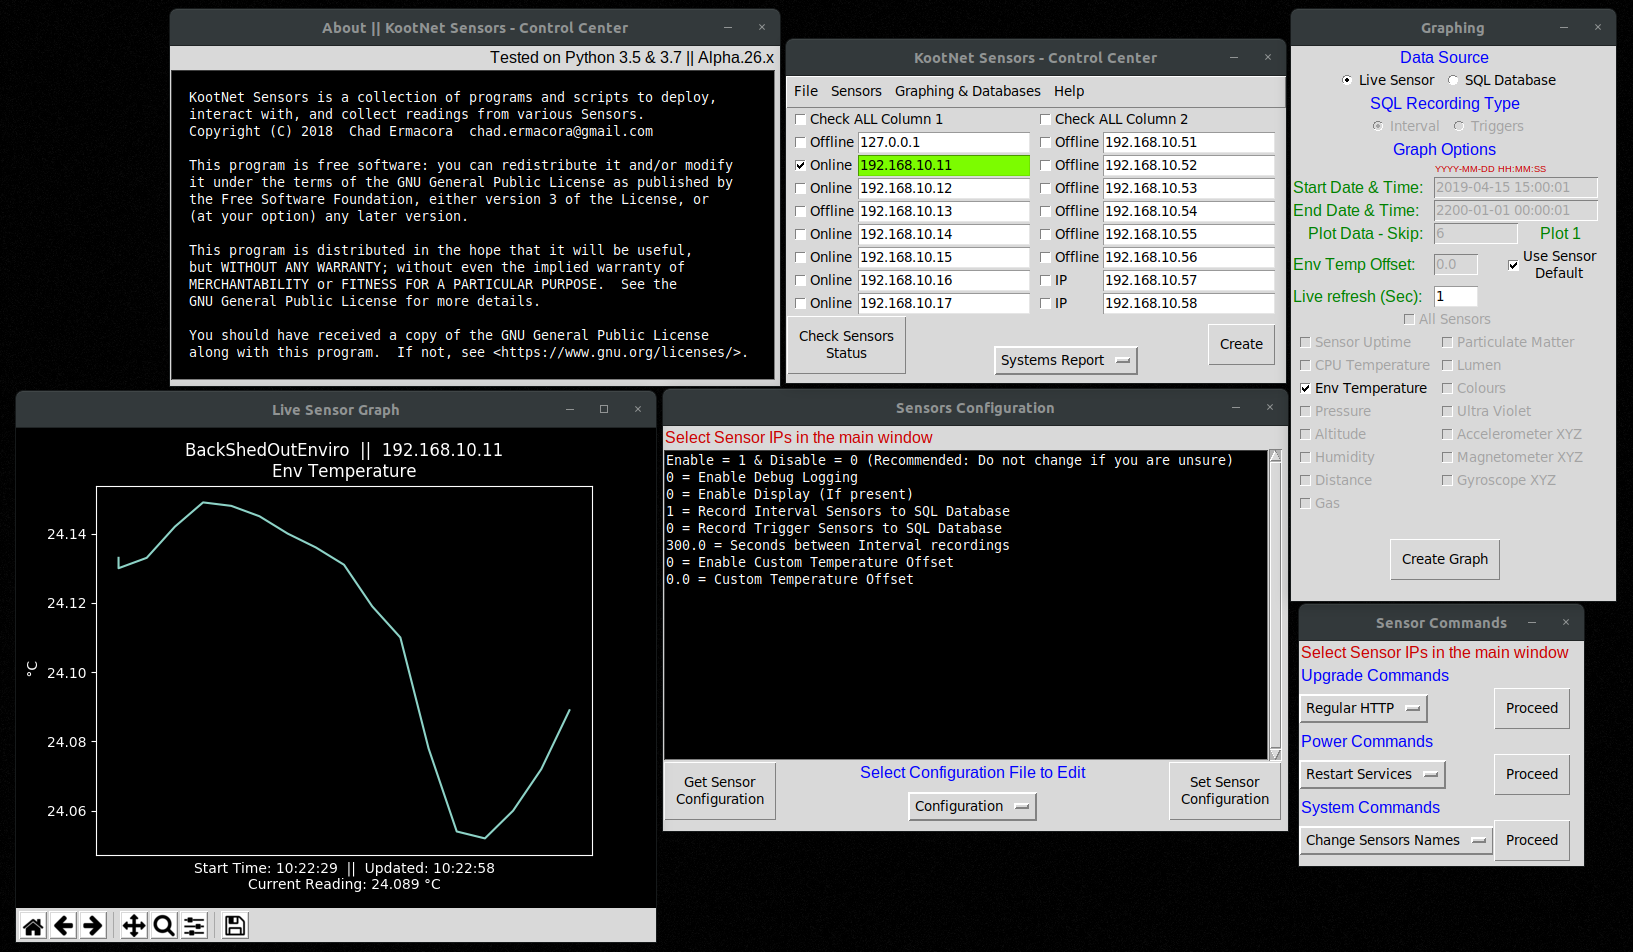 About || KootNet Sensors - Control Center
Tested on Python 3.5 & 3.7 || Alpha.26.x
KootNet Sensors is a collection of programs and scripts to deploy,
interact with, and collect readings from various Sensors.
Copyright (C) 2018  Chad Ermacora  chad.ermacora@gmail.com
This program is free software: you can redistribute it and/or modify
it under the terms of the GNU General Public License as published by
the Free Software Foundation, either version 3 of the License, or
(at your option) any later version.
This program is distributed in the hope that it will be useful,
but WITHOUT ANY WARRANTY; without even the implied warranty of
MERCHANTABILITY or FITNESS FOR A PARTICULAR PURPOSE.  See the
GNU General Public License for more details.
You should have received a copy of the GNU General Public License
along with this program.  If not, see <https://www.gnu.org/licenses/>.
KootNet Sensors - Control Center
File Sensors Graphing & Databases Help
Check ALL Column 1 Check ALL Column 2
Offline 127.0.0.1 Offline 192.168.10.51
Online 192.168.10.11 Offline 192.168.10.52
Online 192.168.10.12 Offline 192.168.10.53
Offline 192.168.10.13 Offline 192.168.10.54
Online 192.168.10.14 Offline 192.168.10.55
Online 192.168.10.15 Offline 192.168.10.56
Online 192.168.10.16 IP 192.168.10.57
Online 192.168.10.17 IP 192.168.10.58
Check Sensors
Status
Systems Report
Create
Graphing
Data Source
Live Sensor SQL Database
SQL Recording Type
Interval Triggers
Graph Options
YYYY-MM-DD HH:MM:SS
Start Date & Time: 2019-04-15 15:00:01
End Date & Time: 2200-01-01 00:00:01
Plot Data - Skip: 6 Plot 1
Env Temp Offset: 0.0 Use Sensor
Default
Live refresh (Sec): 1
All Sensors
Sensor Uptime Particulate Matter
CPU Temperature Lumen
Env Temperature Colours
Pressure Ultra Violet
Altitude Accelerometer XYZ
Humidity Magnetometer XYZ
Distance Gyroscope XYZ
Gas
Create Graph
Live Sensor Graph
BackShedOutEnviro || 192.168.10.11
Env Temperature
24.14
24.12
24.10
24.08
24.06
°C
Start Time: 10:22:29 || Updated: 10:22:58
Current Reading: 24.089 °C
Sensors Configuration
Select Sensor IPs in the main window
Enable = 1 & Disable = 0 (Recommended: Do not change if you are unsure)
0 = Enable Debug Logging
0 = Enable Display (If present)
1 = Record Interval Sensors to SQL Database
0 = Record Trigger Sensors to SQL Database
300.0 = Seconds between Interval recordings
0 = Enable Custom Temperature Offset
0.0 = Custom Temperature Offset
Get Sensor
Configuration
Select Configuration File to Edit
Configuration
Set Sensor
Configuration
Sensor Commands
Select Sensor IPs in the main window
Upgrade Commands
Regular HTTP Proceed
Power Commands
Restart Services Proceed
System Commands
Change Sensors Names Proceed